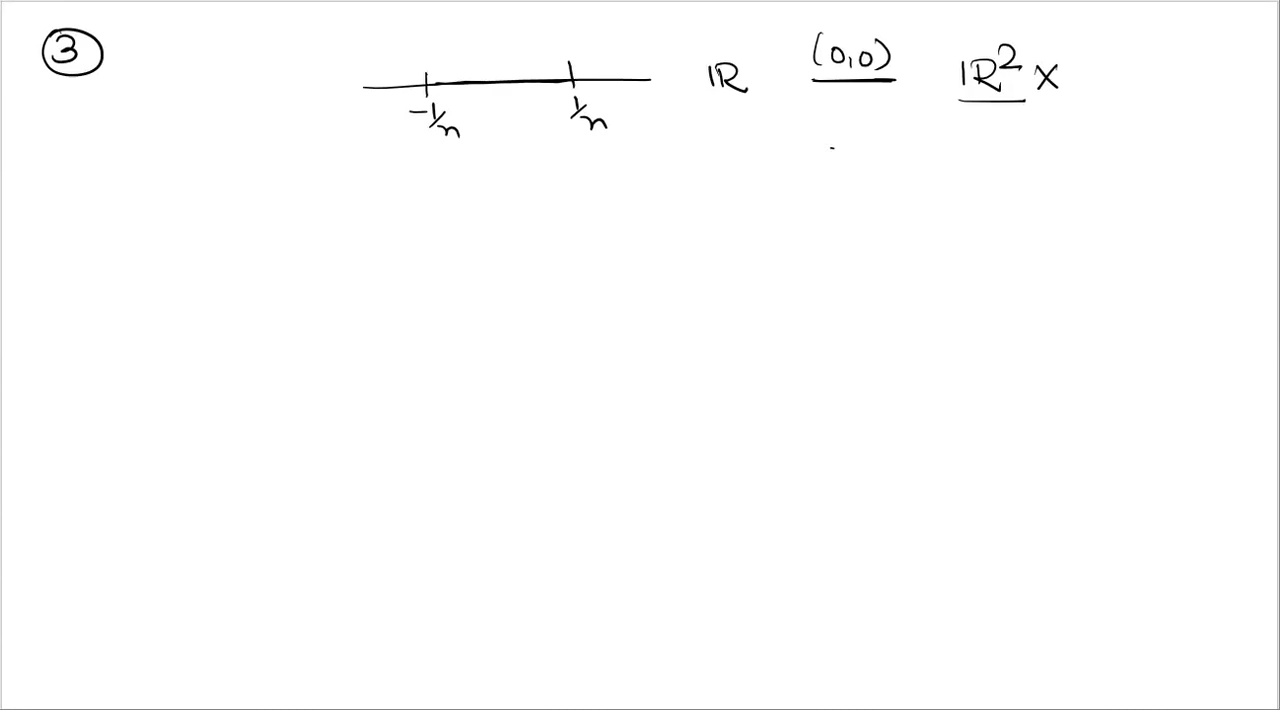 ③ ℝ (0,0) ℝ² X
-1/n 1/n